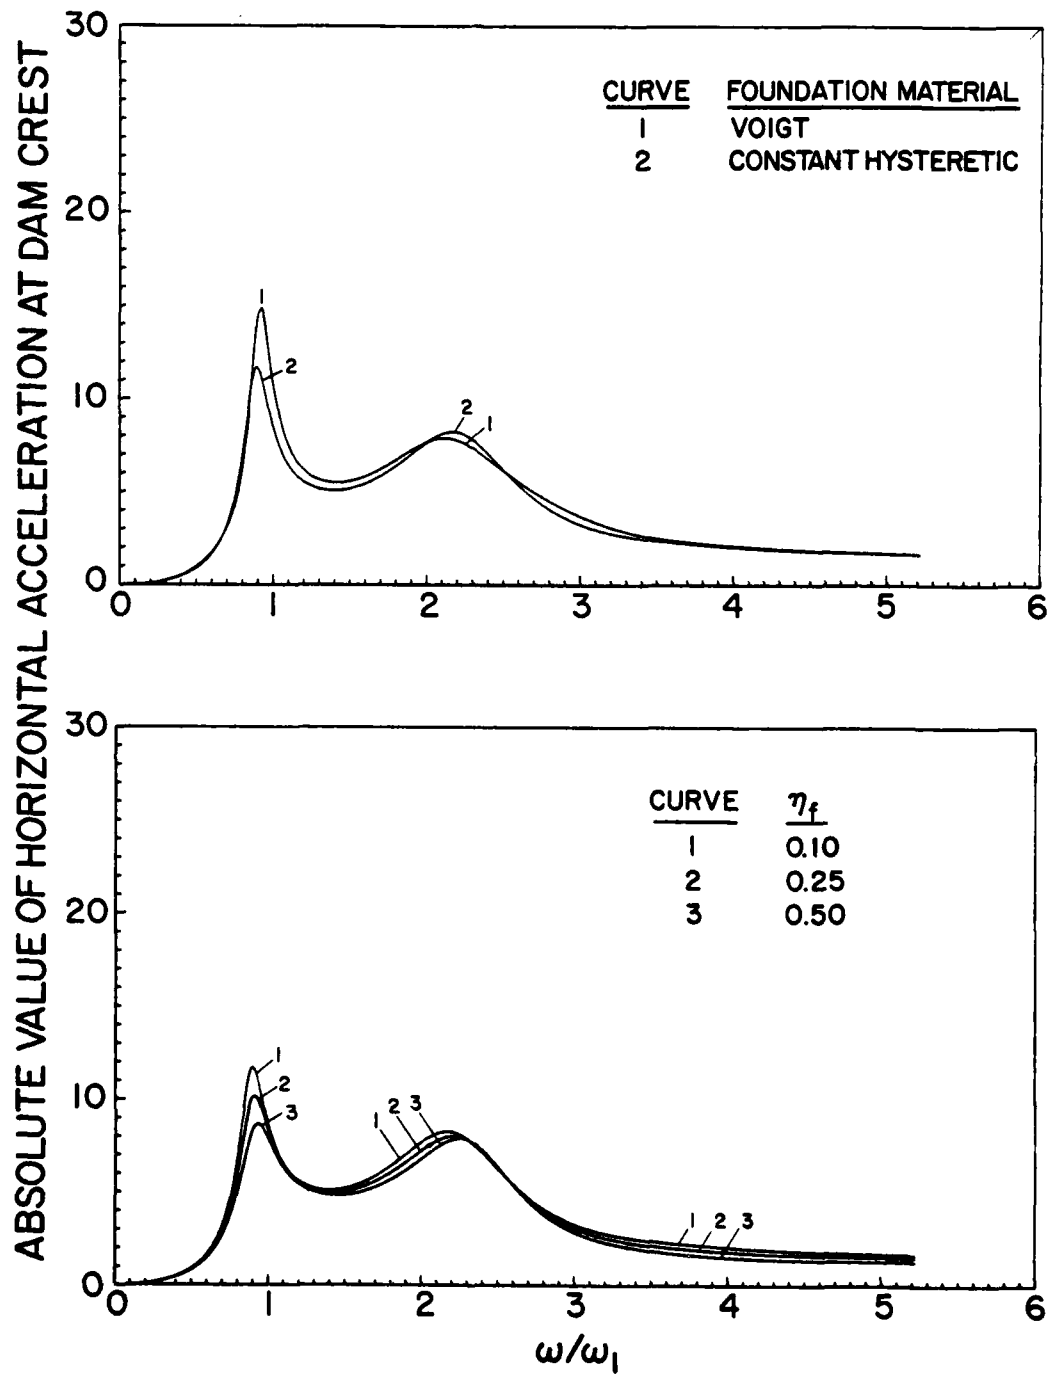 ABSOLUTE VALUE OF HORIZONTAL ACCELERATION AT DAM CREST
30
20
10
0
CURVE FOUNDATION MATERIAL
1 VOIGT
2 CONSTANT HYSTERETIC
1
2
2
1
0 1 2 3 4 5 6
30
20
10
0
CURVE ηf
1 0.10
2 0.25
3 0.50
1
2
3
1 2 3
1 2 3
0 1 2 3 4 5 6
ω/ω1